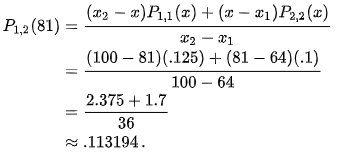 P_{1,2}(81) = \frac{(x_2 - x)P_{1,1}(x) + (x - x_1)P_{2,2}(x)}{x_2 - x_1}
= \frac{(100 - 81)(.125) + (81 - 64)(.1)}{100 - 64}
= \frac{2.375 + 1.7}{36}
≈ .113194 .